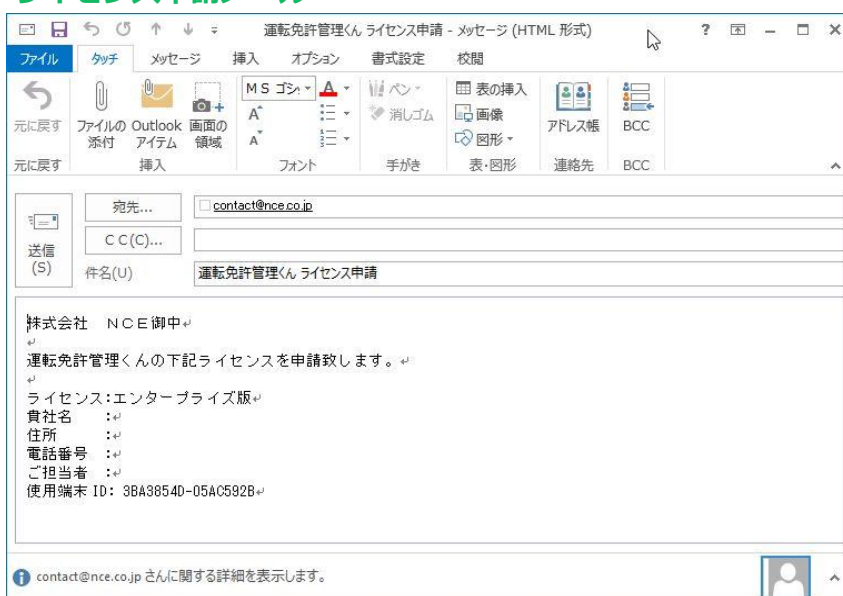 ライセンス申請メール
運転免許管理くん ライセンス申請 - メッセージ (HTML 形式)
ファイル タッチ メッセージ 挿入 オプション 書式設定 校閲
元に戻す
ファイルの添付
Outlook アイテム
画面の領域
MS ゴシ
A
A
A
ペン
消しゴム
表の挿入
画像
図形
アドレス帳
BCC
元に戻す 挿入 フォント 手がき 表・図形 連絡先 BCC
送信
(S)
宛先...
contact@nce.co.jp
C C(C)...
件名(U)
運転免許管理くん ライセンス申請
株式会社 NCE御中
運転免許管理くんの下記ライセンスを申請致します。
ライセンス:エンタープライズ版
貴社名 :
住所 :
電話番号 :
ご担当者 :
使用端末 ID: 3BA3854D-05AC592B
contact@nce.co.jp さんに関する詳細を表示します。